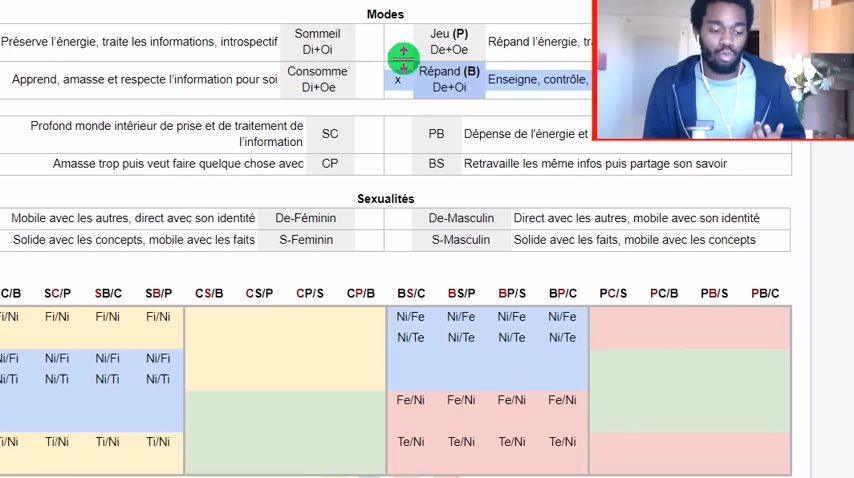 Modes
Préserve l'énergie, traite les informations, introspectif Sommeil Di+Oi Jeu (P) De+Oe Répand l'énergie,
Apprend, amasse et respecte l'information pour soi Consomme Di+Oe x Répand (B) De+Oi Enseigne, contrôle,
Profond monde intérieur de prise et de traitement de l'information SC PB Dépense de l'énergie et
Amasse trop puis veut faire quelque chose avec CP BS Retravaille les même infos puis partage son savoir
Sexualités
Mobile avec les autres, direct avec son identité De-Féminin De-Masculin Direct avec les autres, mobile avec son identité
Solide avec les concepts, mobile avec les faits S-Feminin S-Masculin Solide avec les faits, mobile avec les concepts
C/B SC/P SB/C SB/P CS/B CS/P CP/S CP/B BS/C BS/P BP/S BP/C PC/S PC/B PB/S PB/C
Fi/Ni Fi/Ni Fi/Ni Fi/Ni Ni/Fe Ni/Fe Ni/Fe Ni/Fe
Ni/Te Ni/Te Ni/Te Ni/Te
Ni/Fi Ni/Fi Ni/Fi Ni/Fi
Ni/Ti Ni/Ti Ni/Ti Ni/Ti
Fe/Ni Fe/Ni Fe/Ni Fe/Ni
Ti/Ni Ti/Ni Ti/Ni Ti/Ni Te/Ni Te/Ni Te/Ni Te/Ni